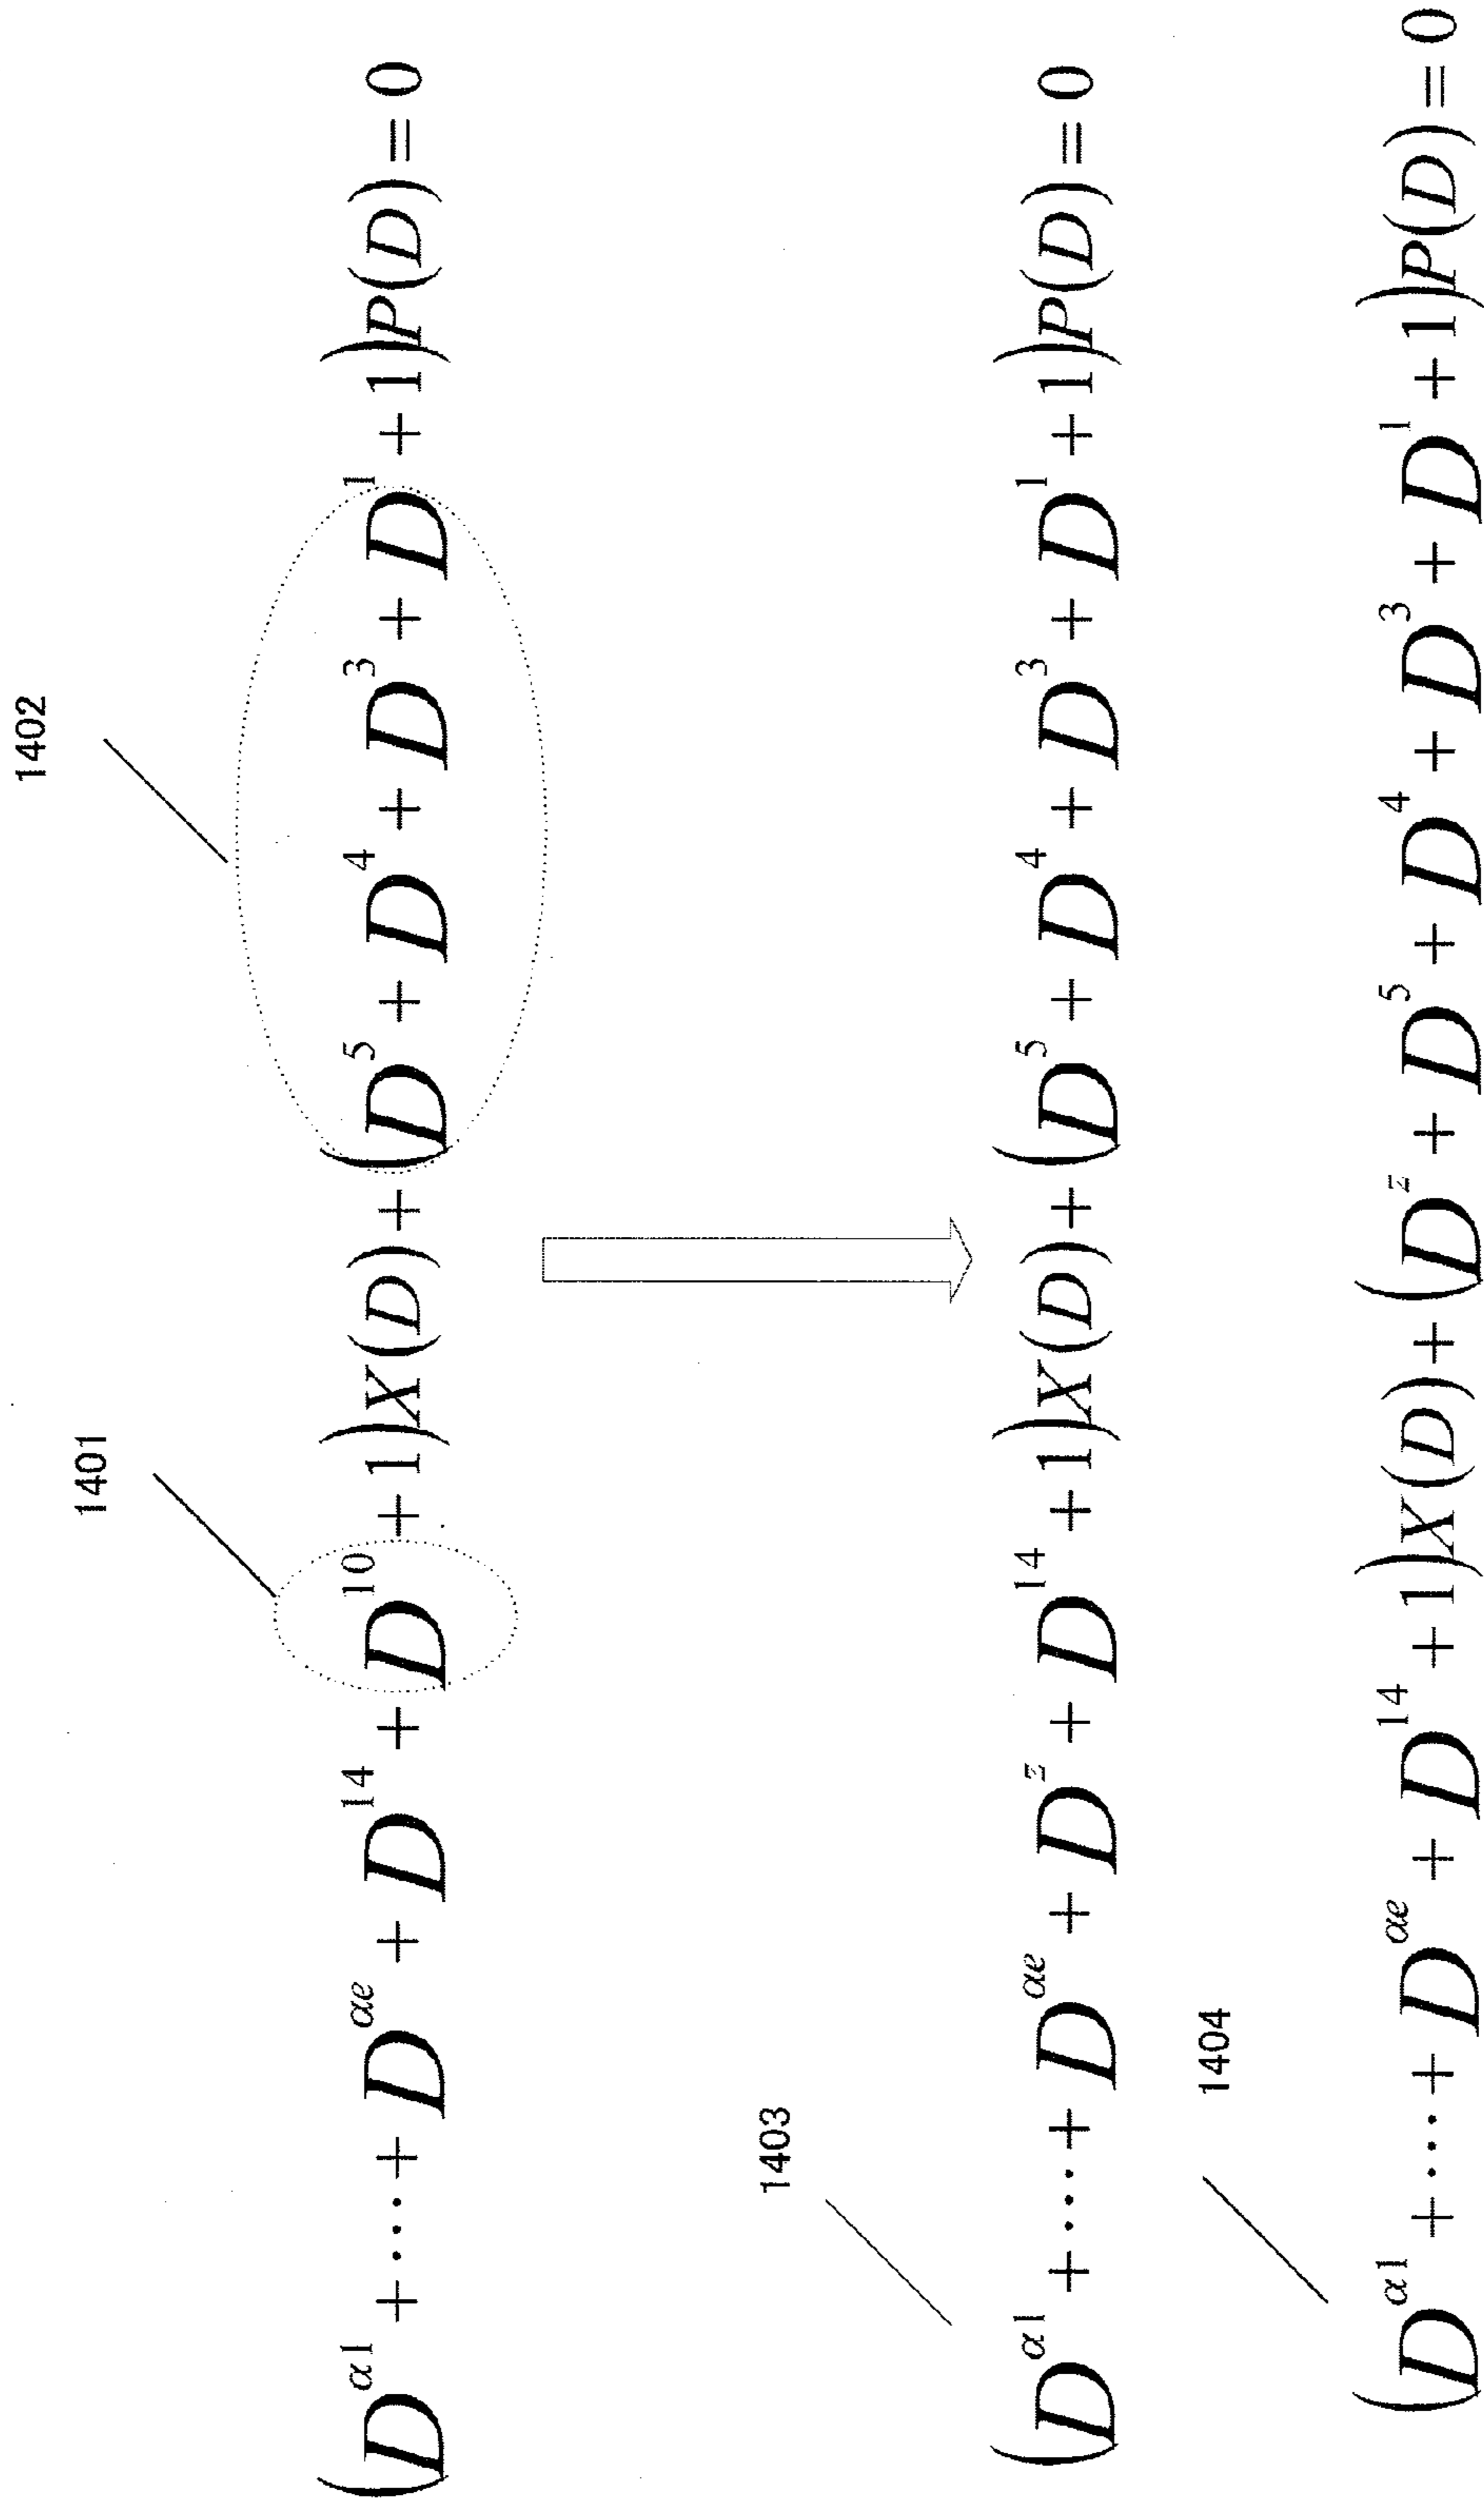 1402
1401
(D^{α1} + ⋯ + D^{αe} + D^{14} + D^{10} + 1)X(D) + (D^5 + D^4 + D^3 + D^1 + 1)P(D) = 0
1403
(D^{α1} + ⋯ + D^{αe} + D^z + D^{14} + 1)X(D) + (D^5 + D^4 + D^3 + D^1 + 1)P(D) = 0
1404
(D^{α1} + ⋯ + D^{αe} + D^{14} + 1)X(D) + (D^z + D^5 + D^4 + D^3 + D^1 + 1)P(D) = 0